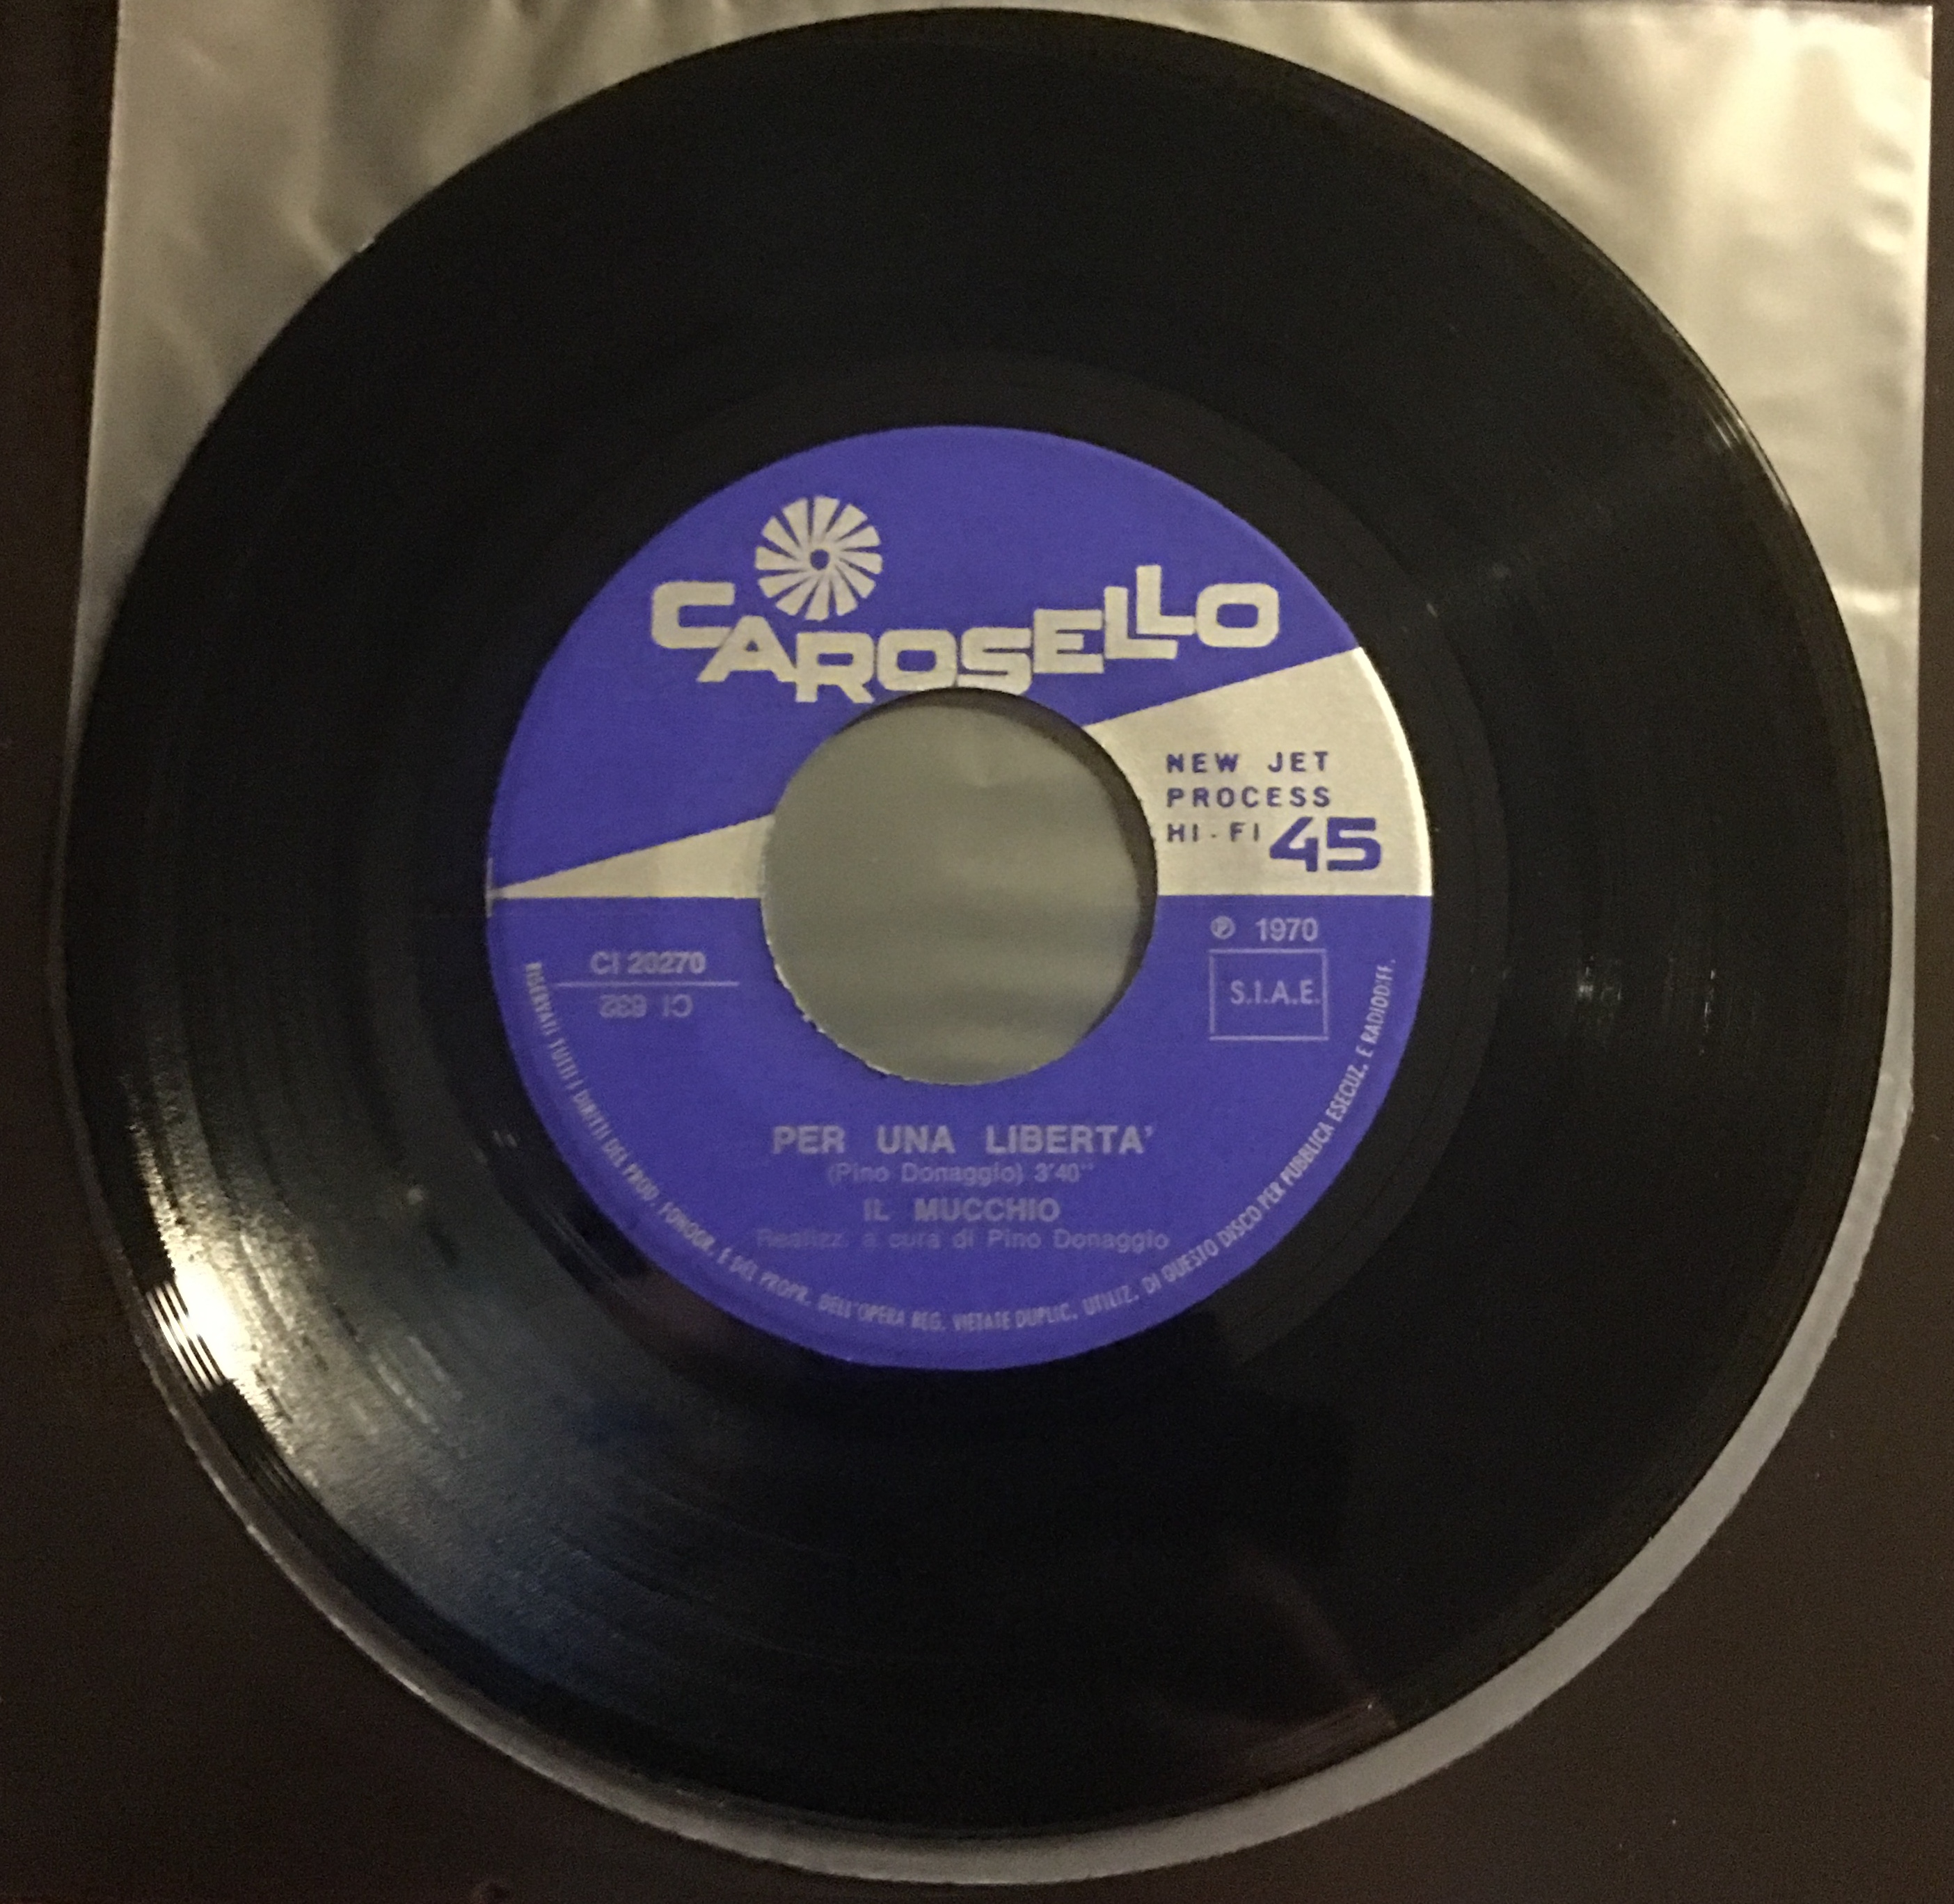 CAROSELLO
NEW JET
PROCESS
HI-FI 45
℗ 1970
S.I.A.E.
CI 20270
CI 632
PER UNA LIBERTA'
(Pino Donaggio) 3'40''
IL MUCCHIO
Realizz. a cura di Pino Donaggio
RISERVATI TUTTI I DIRITTI DEL PROD. FONOGR. E DEL PROPR. DELL'OPERA REG. VIETATE DUPLIC. UTILIZ. DI QUESTO DISCO PER PUBBLICA ESECUZ. E RADIODIFF.